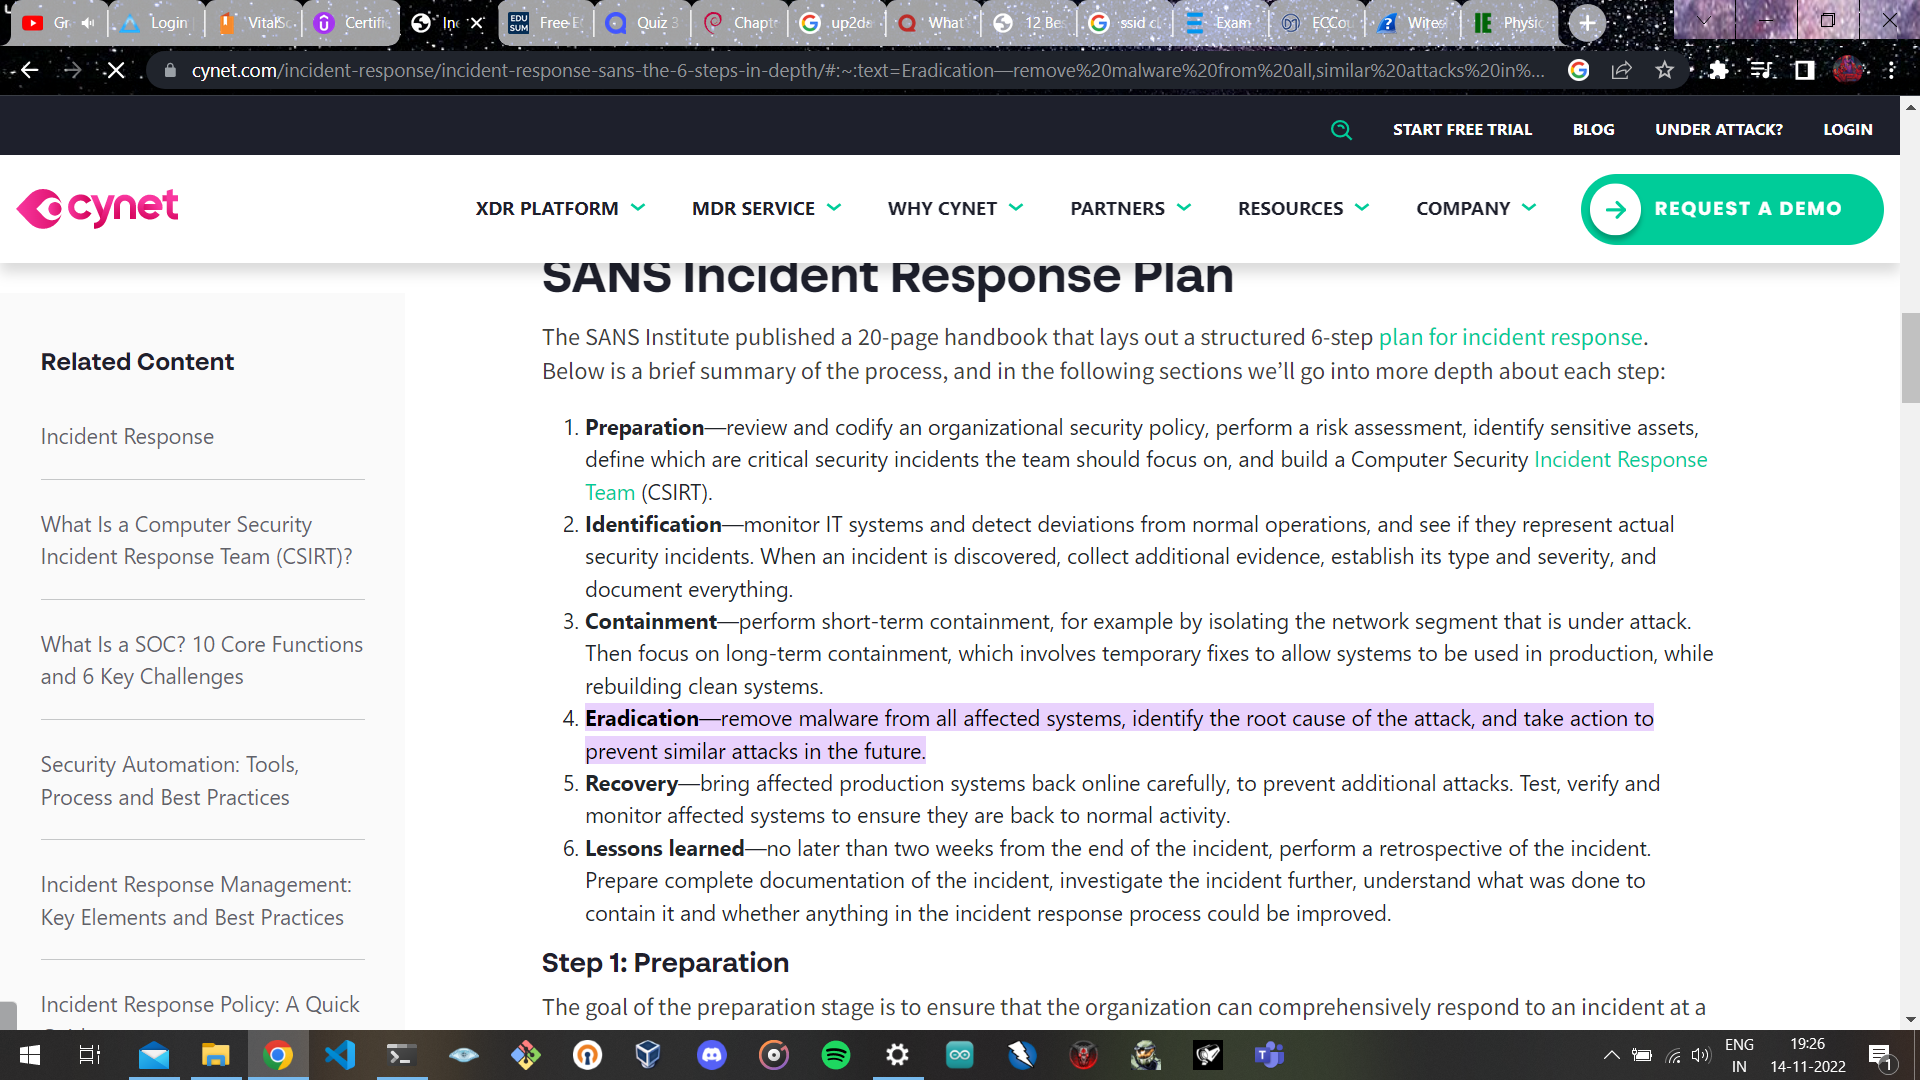 Gr
Login
VitalSc
Certifi
In
Free E
Quiz 3
Chapt
up2da
What
12 Be
ssid cl
Exam
ECCou
Wires
Physic
cynet.com/incident-response/incident-response-sans-the-6-steps-in-depth/#:~:text=Eradication—remove%20malware%20from%20all,similar%20attacks%20in%...
START FREE TRIAL
BLOG
UNDER ATTACK?
LOGIN
cynet
XDR PLATFORM
MDR SERVICE
WHY CYNET
PARTNERS
RESOURCES
COMPANY
REQUEST A DEMO
SANS Incident Response Plan
The SANS Institute published a 20-page handbook that lays out a structured 6-step plan for incident response.
Below is a brief summary of the process, and in the following sections we’ll go into more depth about each step:
1. Preparation—review and codify an organizational security policy, perform a risk assessment, identify sensitive assets,
define which are critical security incidents the team should focus on, and build a Computer Security Incident Response
Team (CSIRT).
2. Identification—monitor IT systems and detect deviations from normal operations, and see if they represent actual
security incidents. When an incident is discovered, collect additional evidence, establish its type and severity, and
document everything.
3. Containment—perform short-term containment, for example by isolating the network segment that is under attack.
Then focus on long-term containment, which involves temporary fixes to allow systems to be used in production, while
rebuilding clean systems.
4. Eradication—remove malware from all affected systems, identify the root cause of the attack, and take action to
prevent similar attacks in the future.
5. Recovery—bring affected production systems back online carefully, to prevent additional attacks. Test, verify and
monitor affected systems to ensure they are back to normal activity.
6. Lessons learned—no later than two weeks from the end of the incident, perform a retrospective of the incident.
Prepare complete documentation of the incident, investigate the incident further, understand what was done to
contain it and whether anything in the incident response process could be improved.
Step 1: Preparation
The goal of the preparation stage is to ensure that the organization can comprehensively respond to an incident at a
Related Content
Incident Response
What Is a Computer Security
Incident Response Team (CSIRT)?
What Is a SOC? 10 Core Functions
and 6 Key Challenges
Security Automation: Tools,
Process and Best Practices
Incident Response Management:
Key Elements and Best Practices
Incident Response Policy: A Quick
ENG
IN
19:26
14-11-2022
1